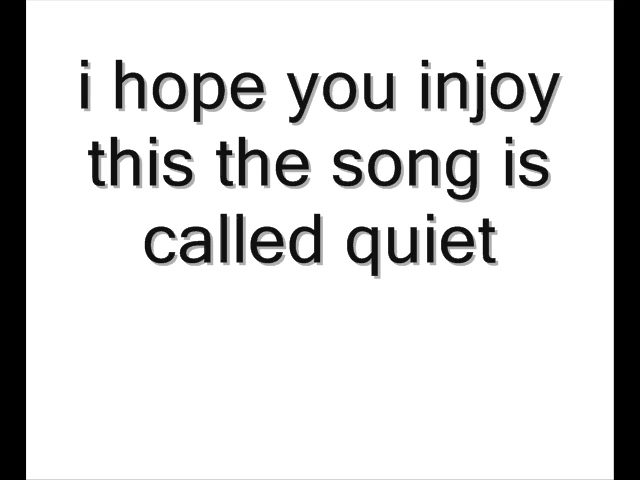 i hope you injoy
this the song is
called quiet